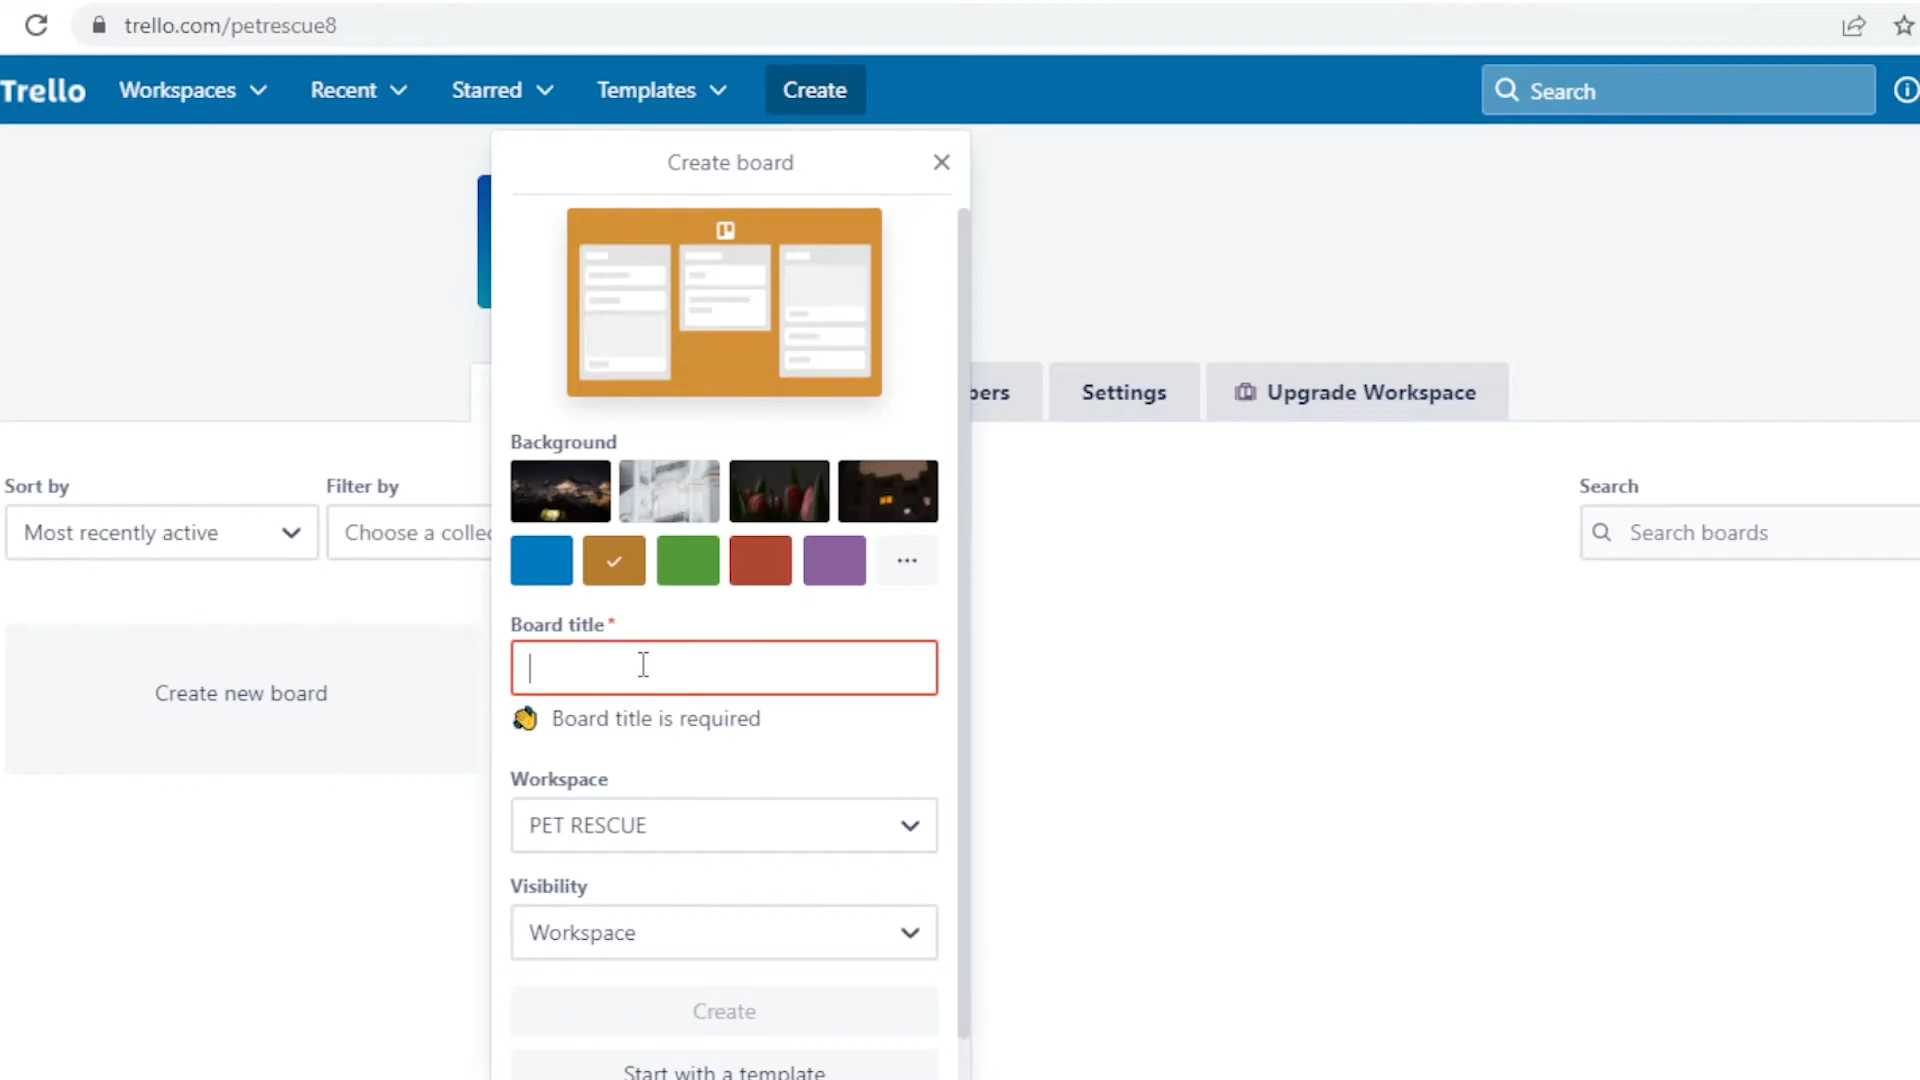 trello.com/petrescue8
Trello
Workspaces
Recent
Starred
Templates
Create
Search
Create board
Background
Board title*
Board title is required
Workspace
PET RESCUE
Visibility
Workspace
Create
Start with a template
Settings
Upgrade Workspace
Sort by
Most recently active
Filter by
Choose a collec
Search
Search boards
Create new board